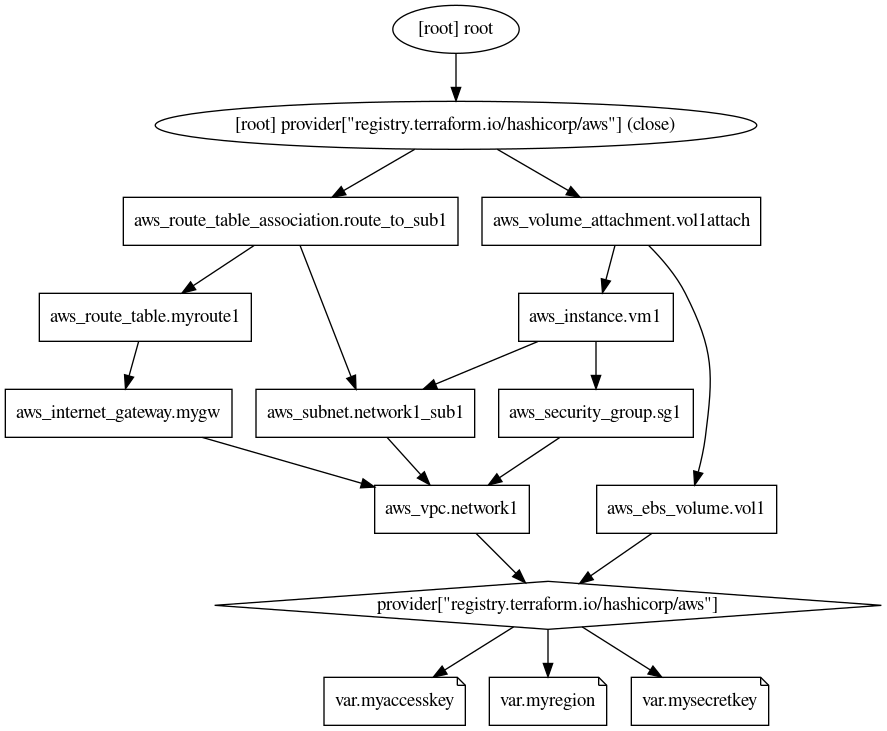 [root] root
[root] provider["registry.terraform.io/hashicorp/aws"] (close)
aws_route_table_association.route_to_sub1
aws_volume_attachment.vol1attach
aws_route_table.myroute1
aws_instance.vm1
aws_internet_gateway.mygw
aws_subnet.network1_sub1
aws_security_group.sg1
aws_vpc.network1
aws_ebs_volume.vol1
provider["registry.terraform.io/hashicorp/aws"]
var.myaccesskey
var.myregion
var.mysecretkey